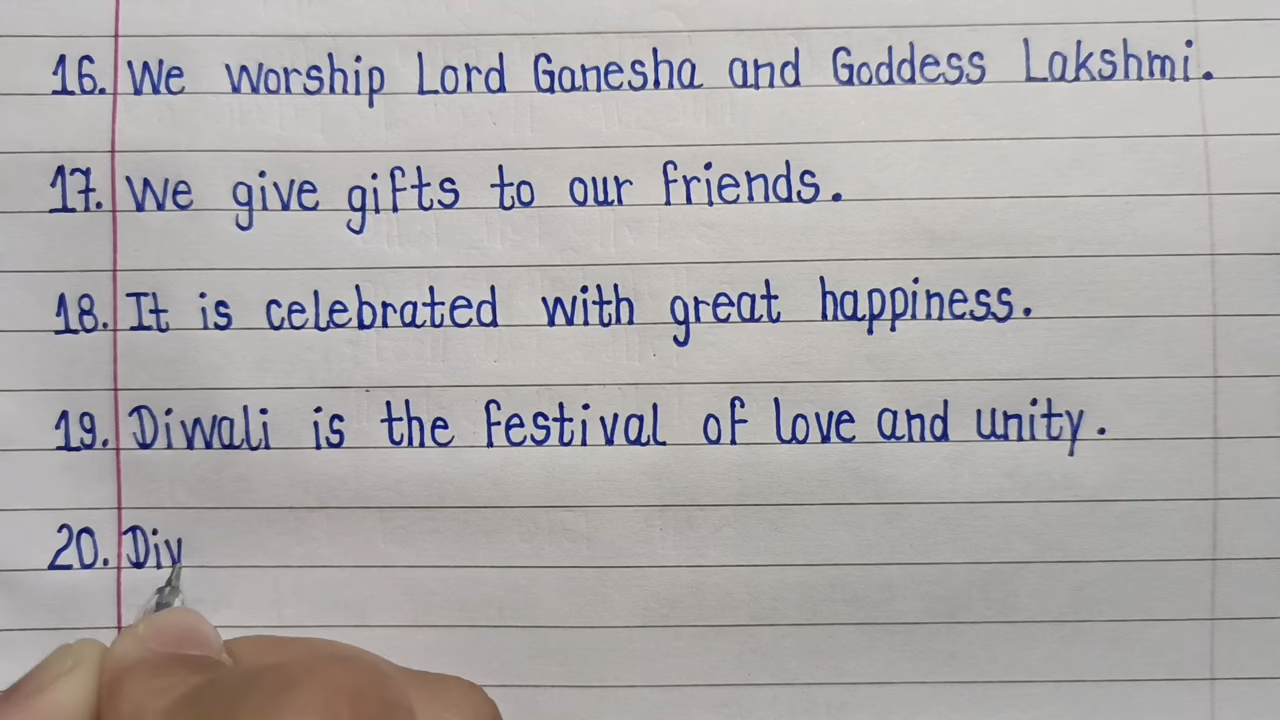 16. We worship Lord Ganesha and Goddess Lakshmi.
17. We give gifts to our friends.
18. It is celebrated with great happiness.
19. Diwali is the festival of love and unity.
20. Div